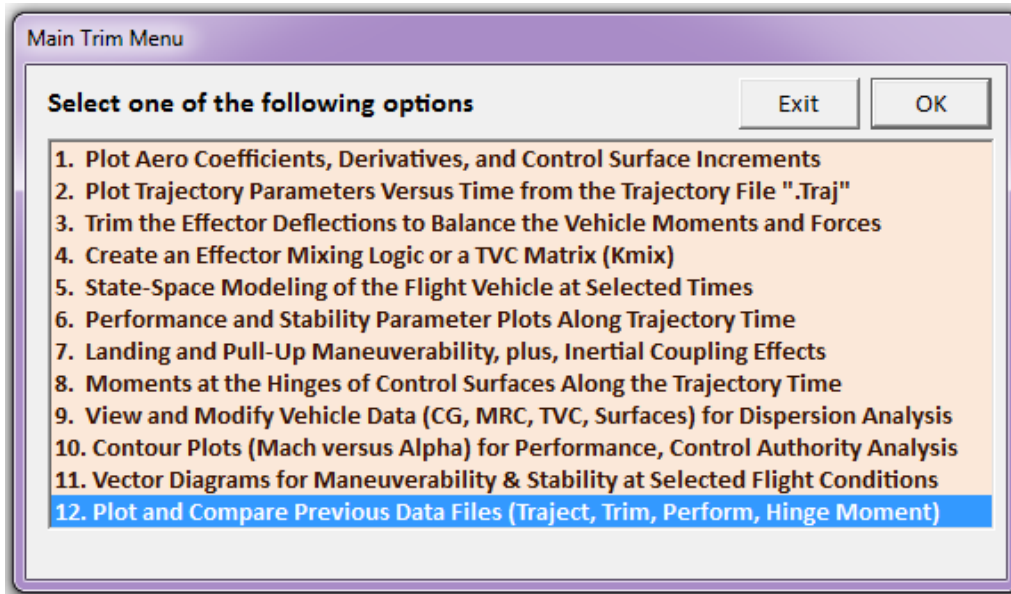 Main Trim Menu
Select one of the following options
Exit
OK
1. Plot Aero Coefficients, Derivatives, and Control Surface Increments
2. Plot Trajectory Parameters Versus Time from the Trajectory File ".Traj"
3. Trim the Effector Deflections to Balance the Vehicle Moments and Forces
4. Create an Effector Mixing Logic or a TVC Matrix (Kmix)
5. State-Space Modeling of the Flight Vehicle at Selected Times
6. Performance and Stability Parameter Plots Along Trajectory Time
7. Landing and Pull-Up Maneuverability, plus, Inertial Coupling Effects
8. Moments at the Hinges of Control Surfaces Along the Trajectory Time
9. View and Modify Vehicle Data (CG, MRC, TVC, Surfaces) for Dispersion Analysis
10. Contour Plots (Mach versus Alpha) for Performance, Control Authority Analysis
11. Vector Diagrams for Maneuverability & Stability at Selected Flight Conditions
12. Plot and Compare Previous Data Files (Traject, Trim, Perform, Hinge Moment)